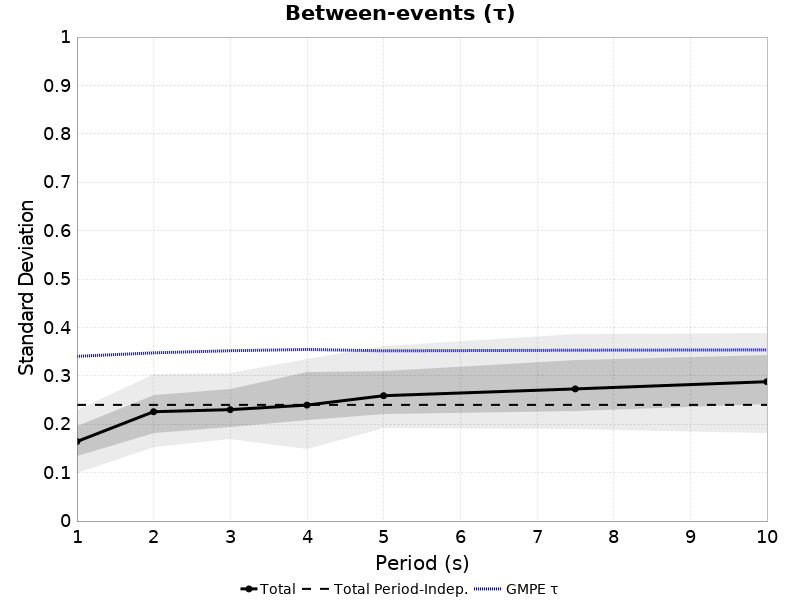 Between-events (τ)
Standard Deviation
1
0.9
0.8
0.7
0.6
0.5
0.4
0.3
0.2
0.1
0
1 2 3 4 5 6 7 8 9 10
Period (s)
Total Total Period-Indep. GMPE τ